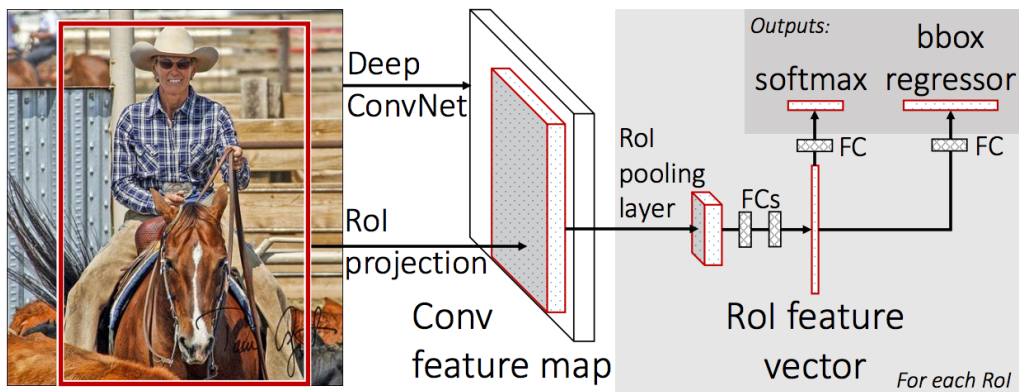 Deep
ConvNet
RoI
projection
Conv
feature map
RoI
pooling
layer
FCs
Outputs:
softmax
bbox
regressor
FC
FC
RoI feature
vector
For each RoI